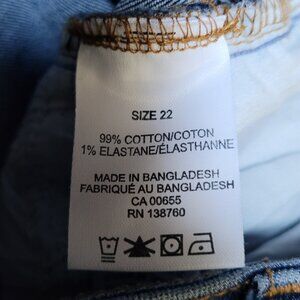 SIZE 22
99% COTTON/COTON
1% ELASTANE/ÉLASTHANNE
MADE IN BANGLADESH
FABRIQUÉ AU BANGLADESH
CA 00655
RN 138760